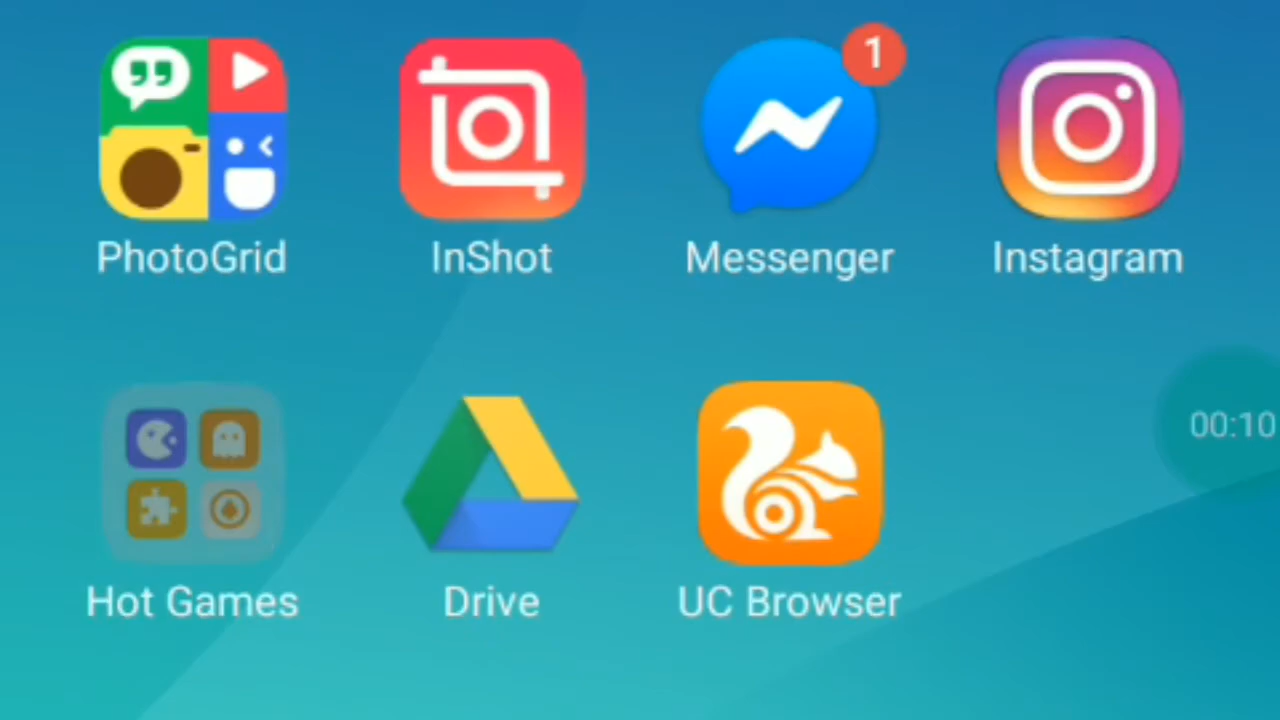 1
PhotoGrid
InShot
Messenger
Instagram
00:10
Hot Games
Drive
UC Browser